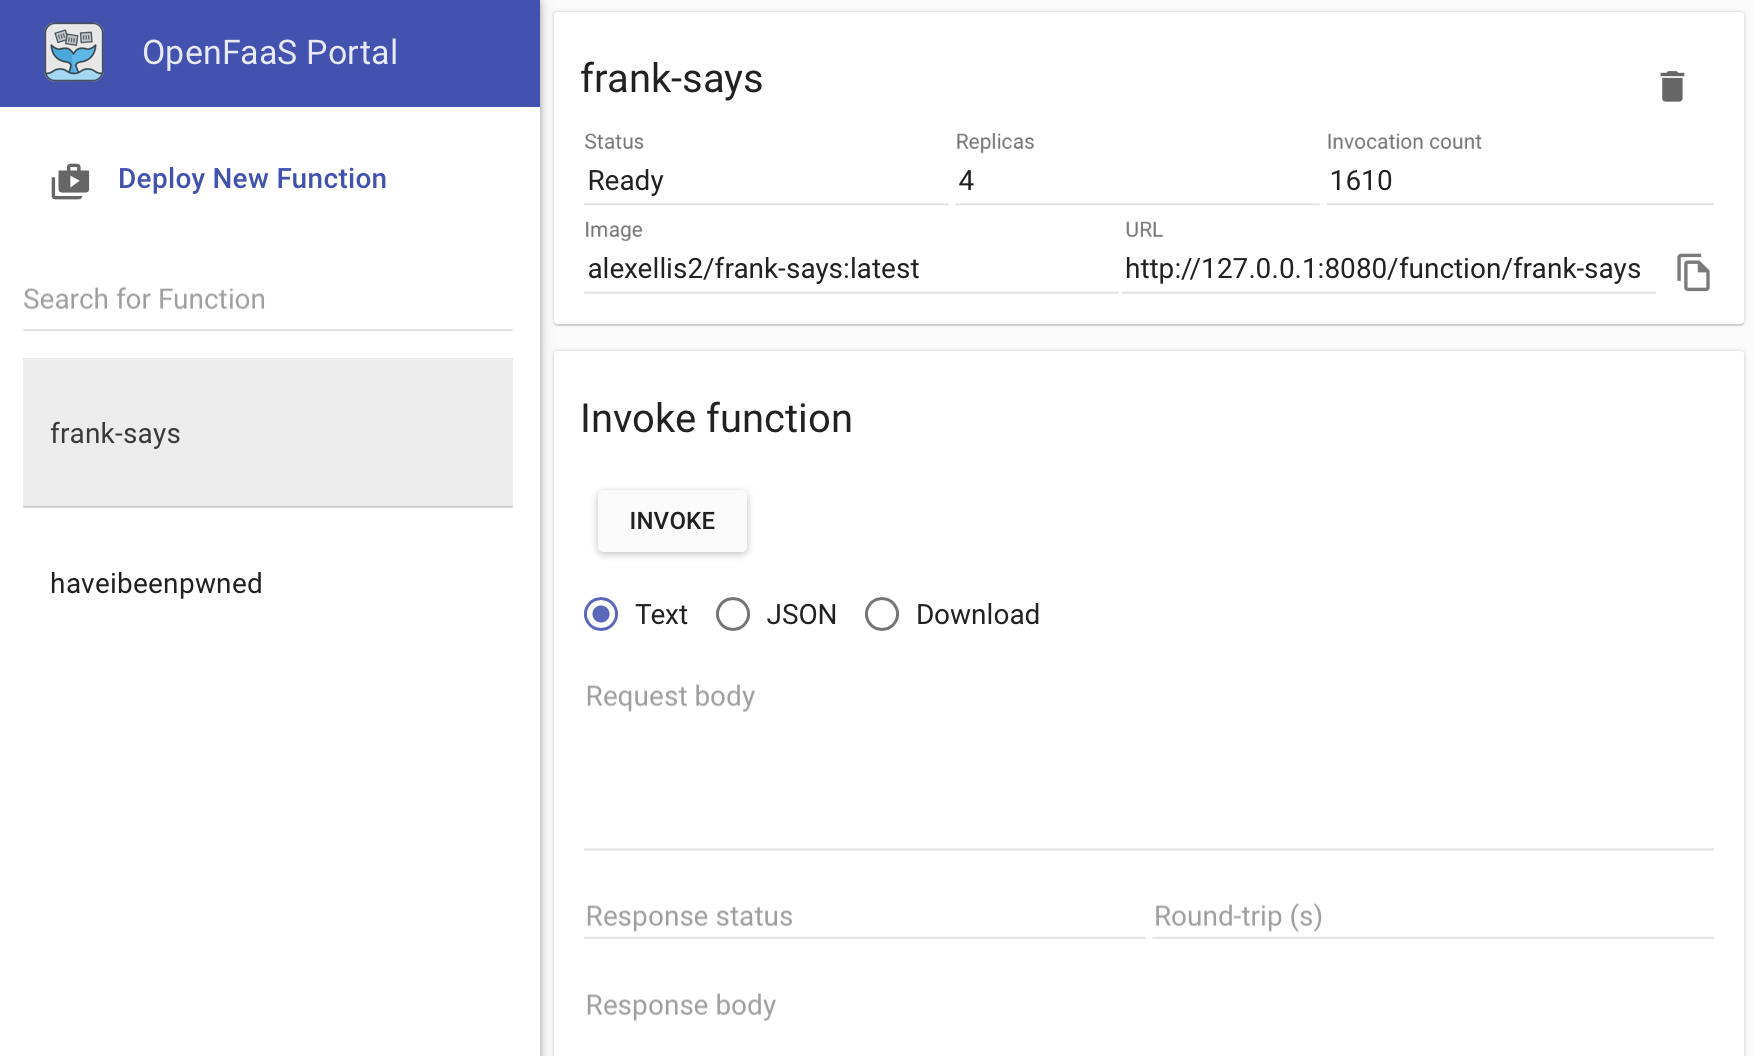 OpenFaaS Portal
Deploy New Function
Search for Function
frank-says
haveibeenpwned
frank-says
Status
Replicas
Invocation count
Ready
4
1610
Image
URL
alexellis2/frank-says:latest
http://127.0.0.1:8080/function/frank-says
Invoke function
INVOKE
Text
JSON
Download
Request body
Response status
Round-trip (s)
Response body